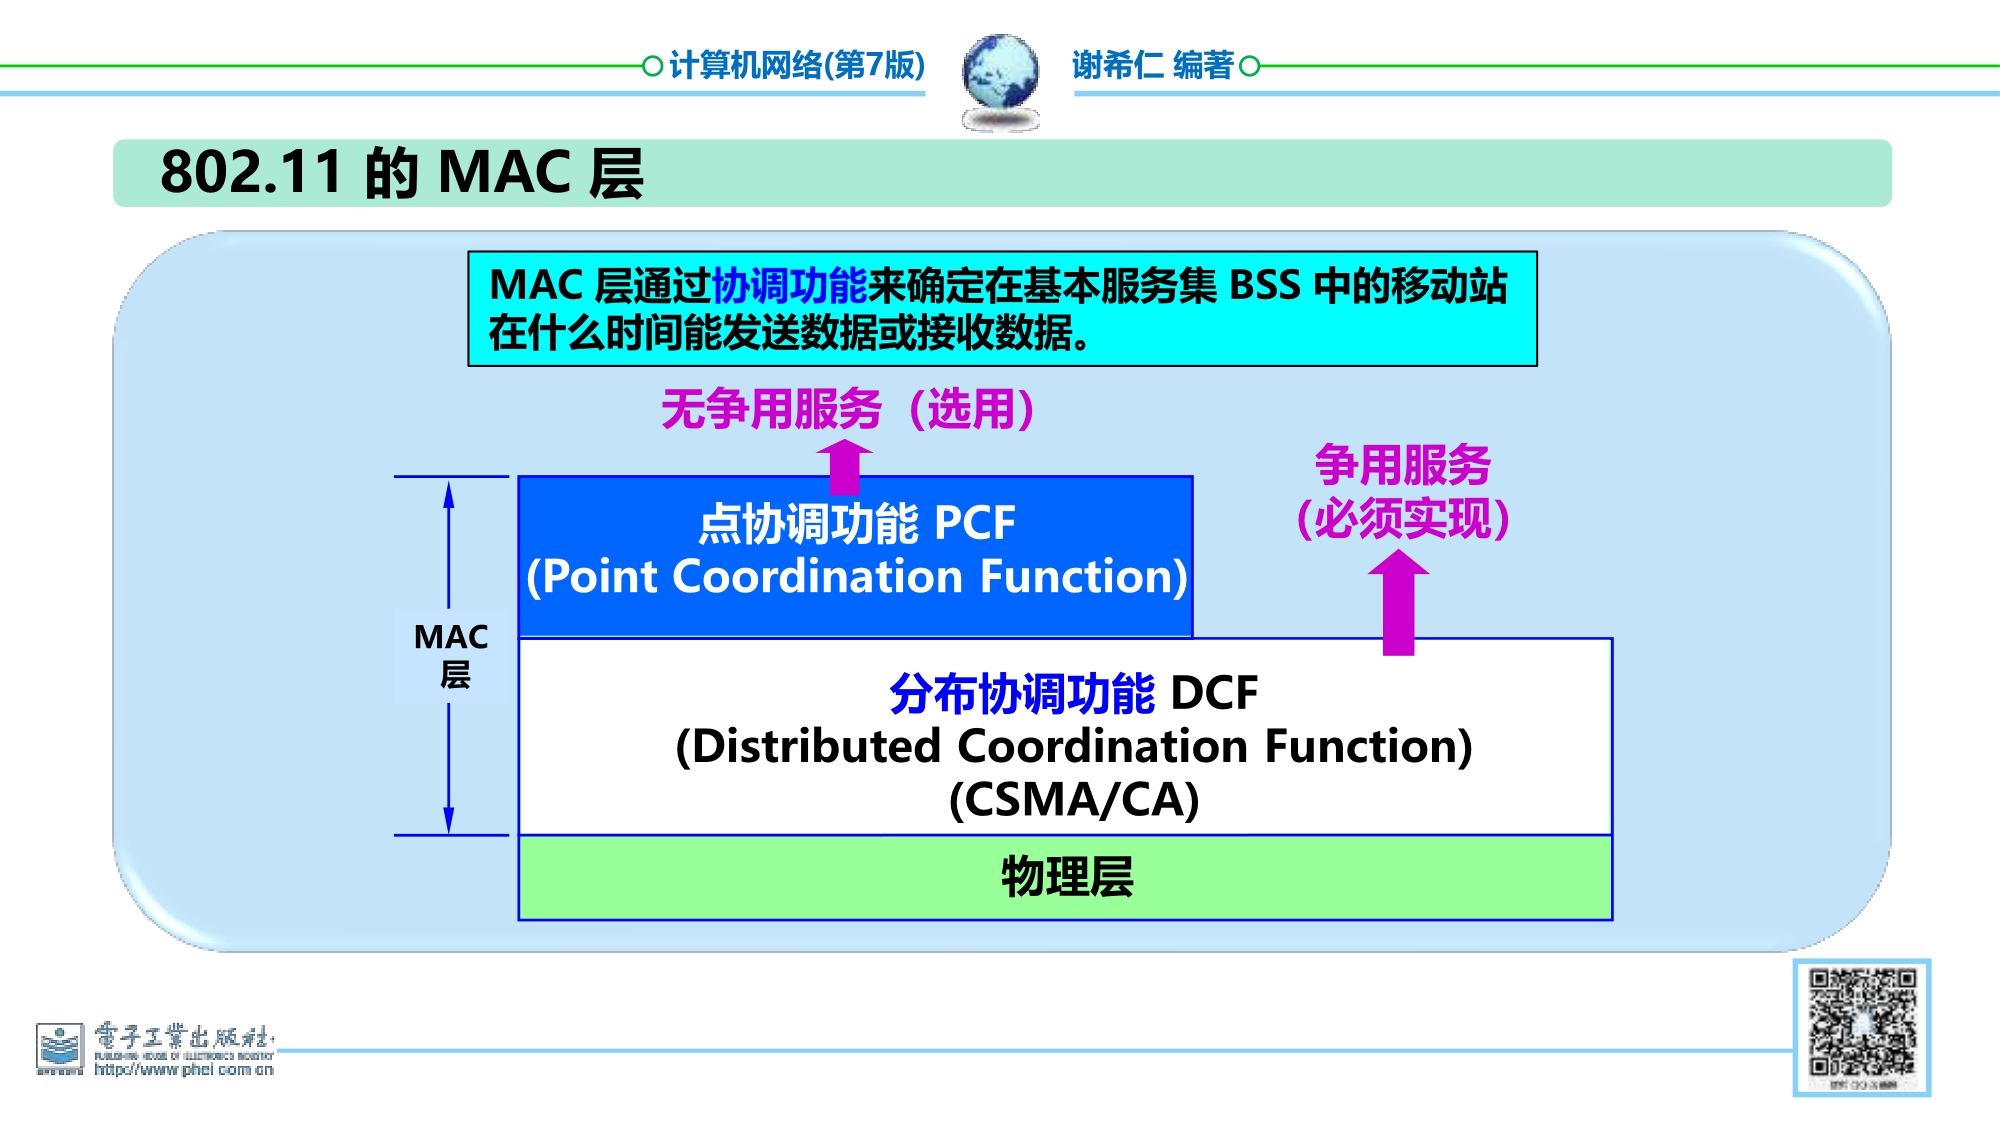 计算机网络(第7版)
谢希仁 编著
802.11 的 MAC 层
MAC 层通过协调功能来确定在基本服务集 BSS 中的移动站
在什么时间能发送数据或接收数据。
无争用服务（选用）
争用服务
（必须实现）
点协调功能 PCF
(Point Coordination Function)
MAC
层
分布协调功能 DCF
(Distributed Coordination Function)
(CSMA/CA)
物理层
電子工業出版社
PUBLISHING HOUSE OF ELECTRONICS INDUSTRY
http://www.phei.com.cn